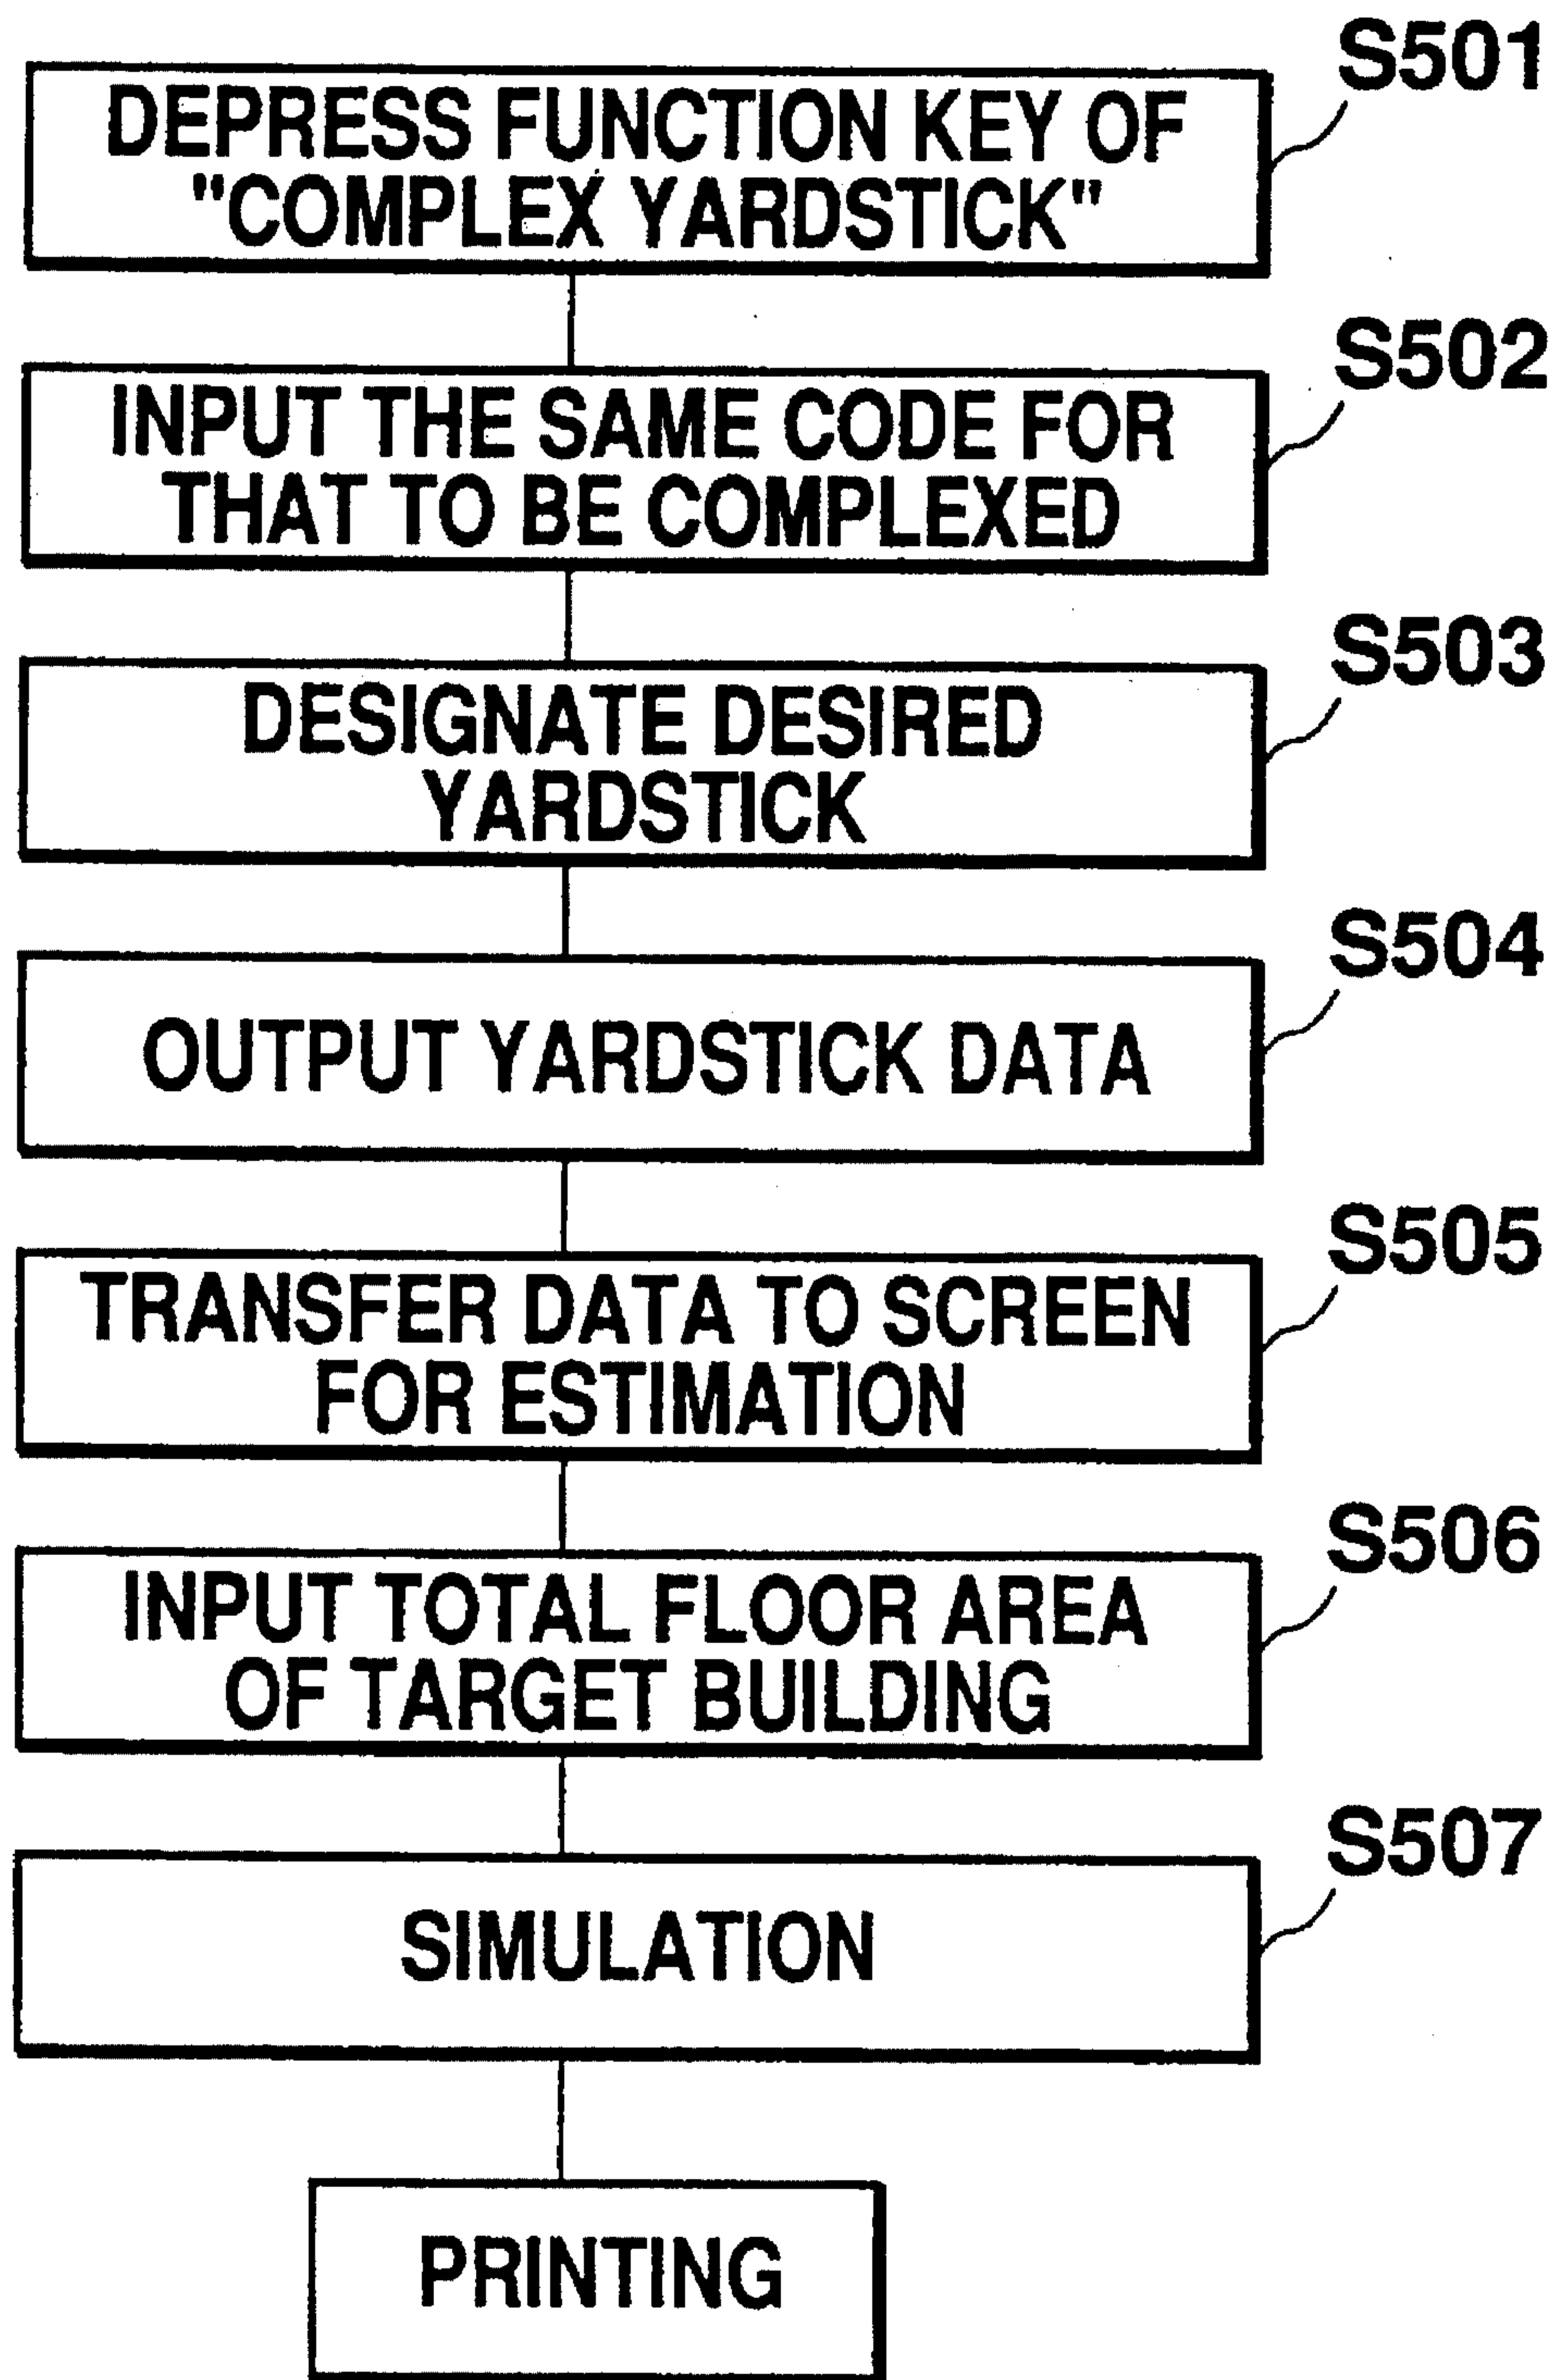 S501
DEPRESS FUNCTION KEY OF
"COMPLEX YARDSTICK"
S502
INPUT THE SAME CODE FOR
THAT TO BE COMPLEXED
S503
DESIGNATE DESIRED
YARDSTICK
S504
OUTPUT YARDSTICK DATA
S505
TRANSFER DATA TO SCREEN
FOR ESTIMATION
S506
INPUT TOTAL FLOOR AREA
OF TARGET BUILDING
S507
SIMULATION
PRINTING